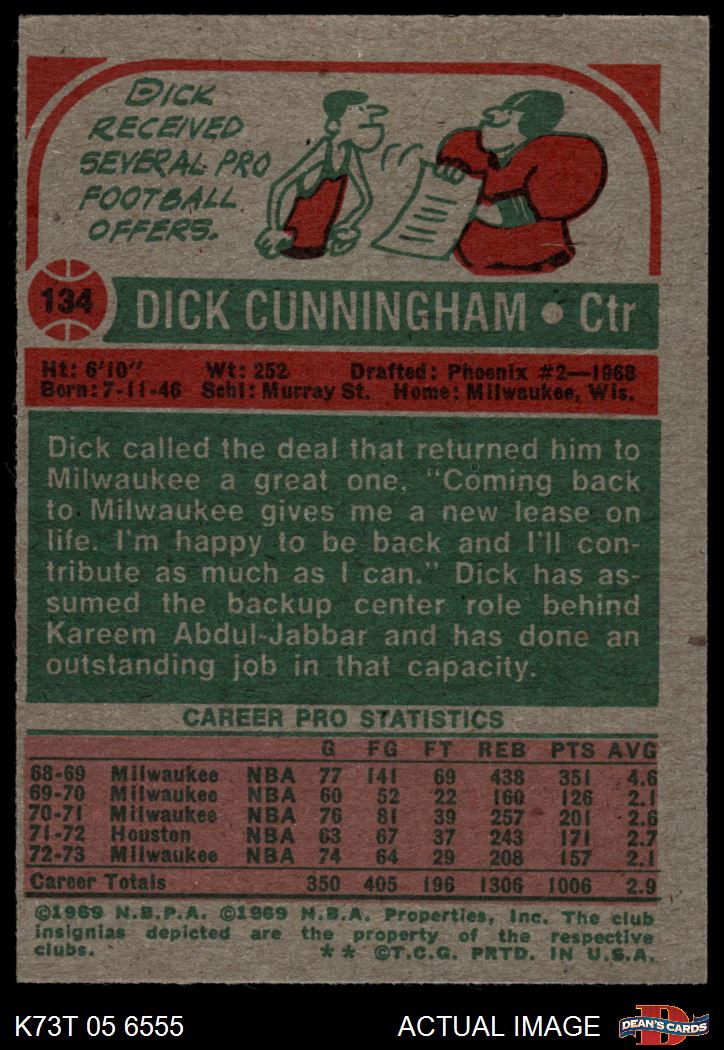 DICK
RECEIVED
SEVERAL PRO
FOOTBALL
OFFERS.
134 DICK CUNNINGHAM • Ctr
Ht: 6'10" Wt: 252 Drafted: Phoenix #2—1968
Born: 7-11-46 Schl: Murray St. Home: Milwaukee, Wis.
Dick called the deal that returned him to
Milwaukee a great one. "Coming back
to Milwaukee gives me a new lease on
life. I'm happy to be back and I'll con-
tribute as much as I can." Dick has as-
sumed the backup center role behind
Kareem Abdul-Jabbar and has done an
outstanding job in that capacity.
CAREER PRO STATISTICS
G FG FT REB PTS AVG
68-69 Milwaukee NBA 77 141 69 438 351 4.6
69-70 Milwaukee NBA 60 52 22 160 126 2.1
70-71 Milwaukee NBA 76 81 39 257 201 2.6
71-72 Houston NBA 63 67 37 243 171 2.7
72-73 Milwaukee NBA 74 64 29 208 157 2.1
Career Totals 350 405 196 1306 1006 2.9
©1969 N.B.P.A. ©1969 N.B.A. Properties, Inc. The club
insignias depicted are the property of the respective
clubs. ** ©T.C.G. PRTD. IN U.S.A.
K73T 05 6555 ACTUAL IMAGE D DEAN'S CARDS